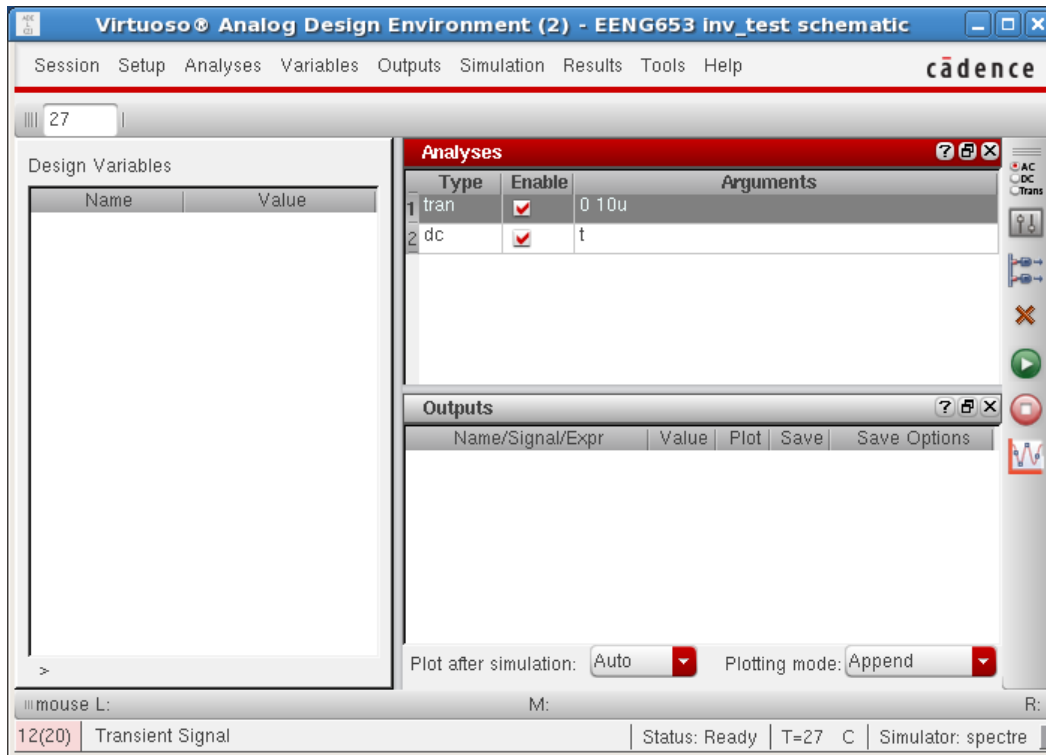 Virtuoso® Analog Design Environment (2) - EENG653 inv_test schematic
Session Setup Analyses Variables Outputs Simulation Results Tools Help cādence
27
Design Variables
Name Value
>
Analyses
Type Enable Arguments
1 tran 0 10u
2 dc t
AC
DC
Trans
Outputs
Name/Signal/Expr Value Plot Save Save Options
Plot after simulation: Auto Plotting mode: Append
mouse L: M: R:
12(20) Transient Signal Status: Ready T=27 C Simulator: spectre